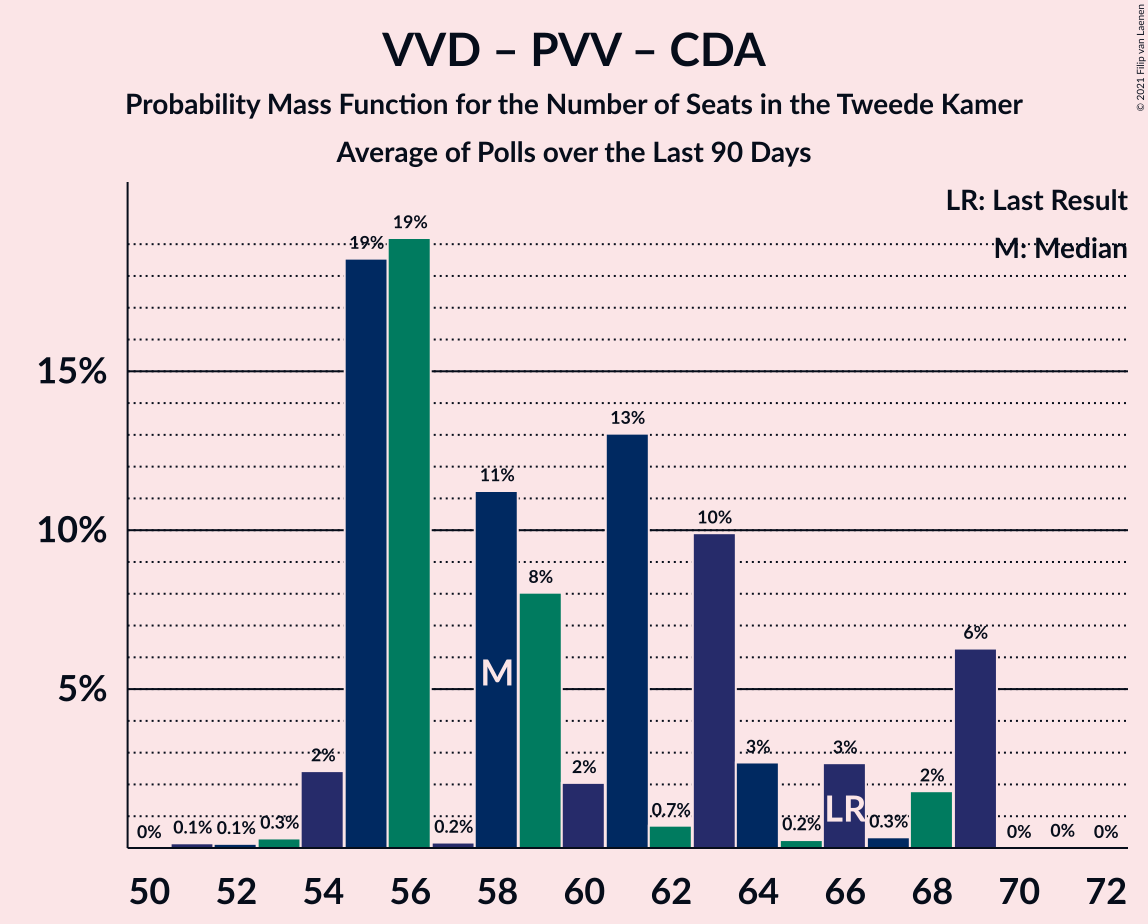 VVD – PVV – CDA
Probability Mass Function for the Number of Seats in the Tweede Kamer
Average of Polls over the Last 90 Days
© 2021 Filip van Laenen
LR: Last Result
M: Median
15%
10%
5%
0%
0.1%
0.1%
0.3%
2%
19%
19%
0.2%
11%
8%
2%
13%
0.7%
10%
3%
0.2%
3%
0.3%
2%
6%
0%
0%
0%
M
LR
50 52 54 56 58 60 62 64 66 68 70 72